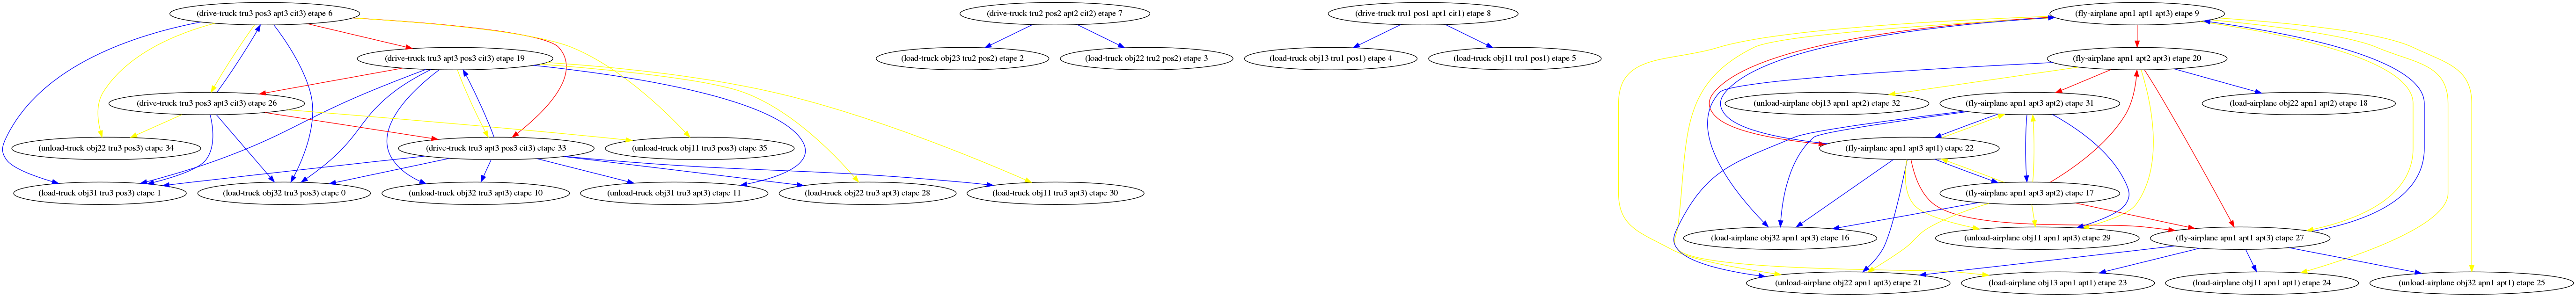 (drive-truck tru3 pos3 apt3 cit3) etape 6
(drive-truck tru2 pos2 apt2 cit2) etape 7
(drive-truck tru1 pos1 apt1 cit1) etape 8
(fly-airplane apn1 apt1 apt3) etape 9
(drive-truck tru3 apt3 pos3 cit3) etape 19
(load-truck obj23 tru2 pos2) etape 2
(load-truck obj22 tru2 pos2) etape 3
(load-truck obj13 tru1 pos1) etape 4
(load-truck obj11 tru1 pos1) etape 5
(fly-airplane apn1 apt2 apt3) etape 20
(drive-truck tru3 pos3 apt3 cit3) etape 26
(unload-airplane obj13 apn1 apt2) etape 32
(fly-airplane apn1 apt3 apt2) etape 31
(load-airplane obj22 apn1 apt2) etape 18
(unload-truck obj22 tru3 pos3) etape 34
(drive-truck tru3 apt3 pos3 cit3) etape 33
(unload-truck obj11 tru3 pos3) etape 35
(fly-airplane apn1 apt3 apt1) etape 22
(load-truck obj31 tru3 pos3) etape 1
(load-truck obj32 tru3 pos3) etape 0
(unload-truck obj32 tru3 apt3) etape 10
(unload-truck obj31 tru3 apt3) etape 11
(load-truck obj22 tru3 apt3) etape 28
(load-truck obj11 tru3 apt3) etape 30
(fly-airplane apn1 apt3 apt2) etape 17
(load-airplane obj32 apn1 apt3) etape 16
(unload-airplane obj11 apn1 apt3) etape 29
(fly-airplane apn1 apt1 apt3) etape 27
(unload-airplane obj22 apn1 apt3) etape 21
(load-airplane obj13 apn1 apt1) etape 23
(load-airplane obj11 apn1 apt1) etape 24
(unload-airplane obj32 apn1 apt1) etape 25